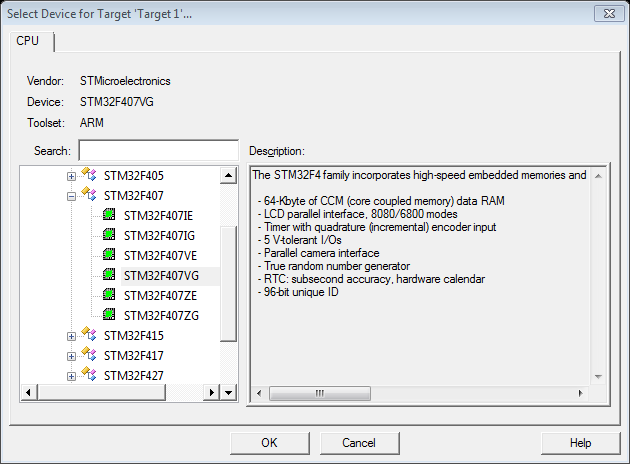 Select Device for Target 'Target 1'...
CPU
Vendor: STMicroelectronics
Device: STM32F407VG
Toolset: ARM
Search:
Description:
STM32F405
STM32F407
STM32F407IE
STM32F407IG
STM32F407VE
STM32F407VG
STM32F407ZE
STM32F407ZG
STM32F415
STM32F417
STM32F427
The STM32F4 family incorporates high-speed embedded memories and
- 64-Kbyte of CCM (core coupled memory) data RAM
- LCD parallel interface, 8080/6800 modes
- Timer with quadrature (incremental) encoder input
- 5 V-tolerant I/Os
- Parallel camera interface
- True random number generator
- RTC: subsecond accuracy, hardware calendar
- 96-bit unique ID
OK Cancel Help